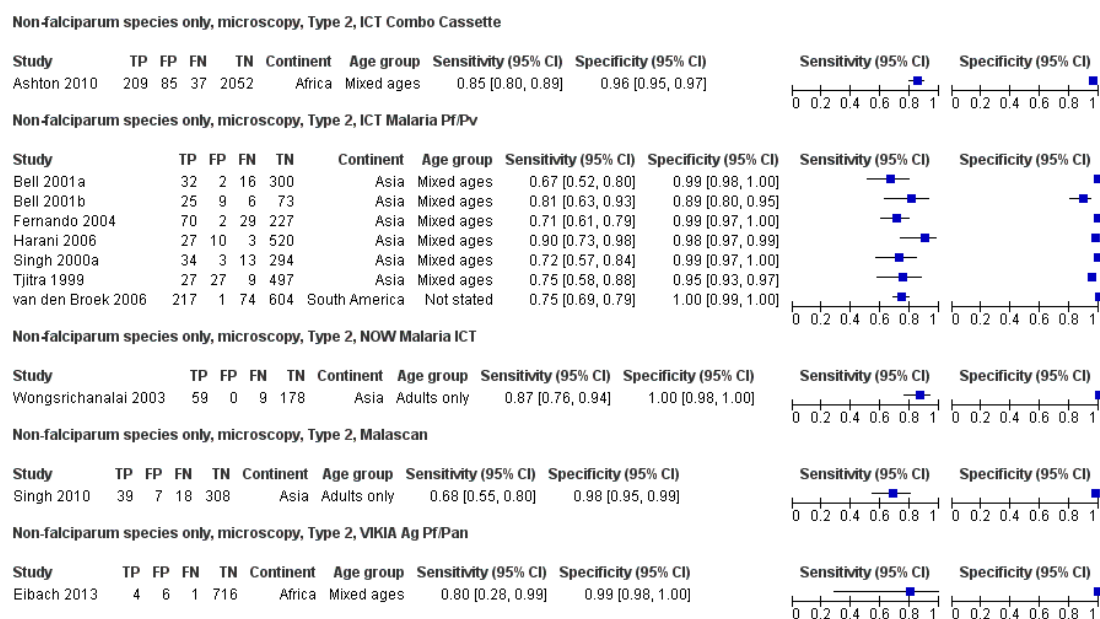 Non-falciparum species only, microscopy, Type 2, ICT Combo Cassette
Study TP FP FN TN Continent Age group Sensitivity (95% CI) Specificity (95% CI) Sensitivity (95% CI) Specificity (95% CI)
Ashton 2010 209 85 37 2052 Africa Mixed ages 0.85 [0.80, 0.89] 0.96 [0.95, 0.97]
0 0.2 0.4 0.6 0.8 1 0 0.2 0.4 0.6 0.8 1
Non-falciparum species only, microscopy, Type 2, ICT Malaria Pf/Pv
Study TP FP FN TN Continent Age group Sensitivity (95% CI) Specificity (95% CI) Sensitivity (95% CI) Specificity (95% CI)
Bell 2001a 32 2 16 300 Asia Mixed ages 0.67 [0.52, 0.80] 0.99 [0.98, 1.00]
Bell 2001b 25 9 6 73 Asia Mixed ages 0.81 [0.63, 0.93] 0.89 [0.80, 0.95]
Fernando 2004 70 2 29 227 Asia Mixed ages 0.71 [0.61, 0.79] 0.99 [0.97, 1.00]
Harani 2006 27 10 3 520 Asia Mixed ages 0.90 [0.73, 0.98] 0.98 [0.97, 0.99]
Singh 2000a 34 3 13 294 Asia Mixed ages 0.72 [0.57, 0.84] 0.99 [0.97, 1.00]
Tjitra 1999 27 27 9 497 Asia Mixed ages 0.75 [0.58, 0.88] 0.95 [0.93, 0.97]
van den Broek 2006 217 1 74 604 South America Not stated 0.75 [0.69, 0.79] 1.00 [0.99, 1.00]
0 0.2 0.4 0.6 0.8 1 0 0.2 0.4 0.6 0.8 1
Non-falciparum species only, microscopy, Type 2, NOW Malaria ICT
Study TP FP FN TN Continent Age group Sensitivity (95% CI) Specificity (95% CI) Sensitivity (95% CI) Specificity (95% CI)
Wongsrichanalai 2003 59 0 9 178 Asia Adults only 0.87 [0.76, 0.94] 1.00 [0.98, 1.00]
0 0.2 0.4 0.6 0.8 1 0 0.2 0.4 0.6 0.8 1
Non-falciparum species only, microscopy, Type 2, Malascan
Study TP FP FN TN Continent Age group Sensitivity (95% CI) Specificity (95% CI) Sensitivity (95% CI) Specificity (95% CI)
Singh 2010 39 7 18 308 Asia Adults only 0.68 [0.55, 0.80] 0.98 [0.95, 0.99]
0 0.2 0.4 0.6 0.8 1 0 0.2 0.4 0.6 0.8 1
Non-falciparum species only, microscopy, Type 2, VIKIA Ag Pf/Pan
Study TP FP FN TN Continent Age group Sensitivity (95% CI) Specificity (95% CI) Sensitivity (95% CI) Specificity (95% CI)
Eibach 2013 4 6 1 716 Africa Mixed ages 0.80 [0.28, 0.99] 0.99 [0.98, 1.00]
0 0.2 0.4 0.6 0.8 1 0 0.2 0.4 0.6 0.8 1